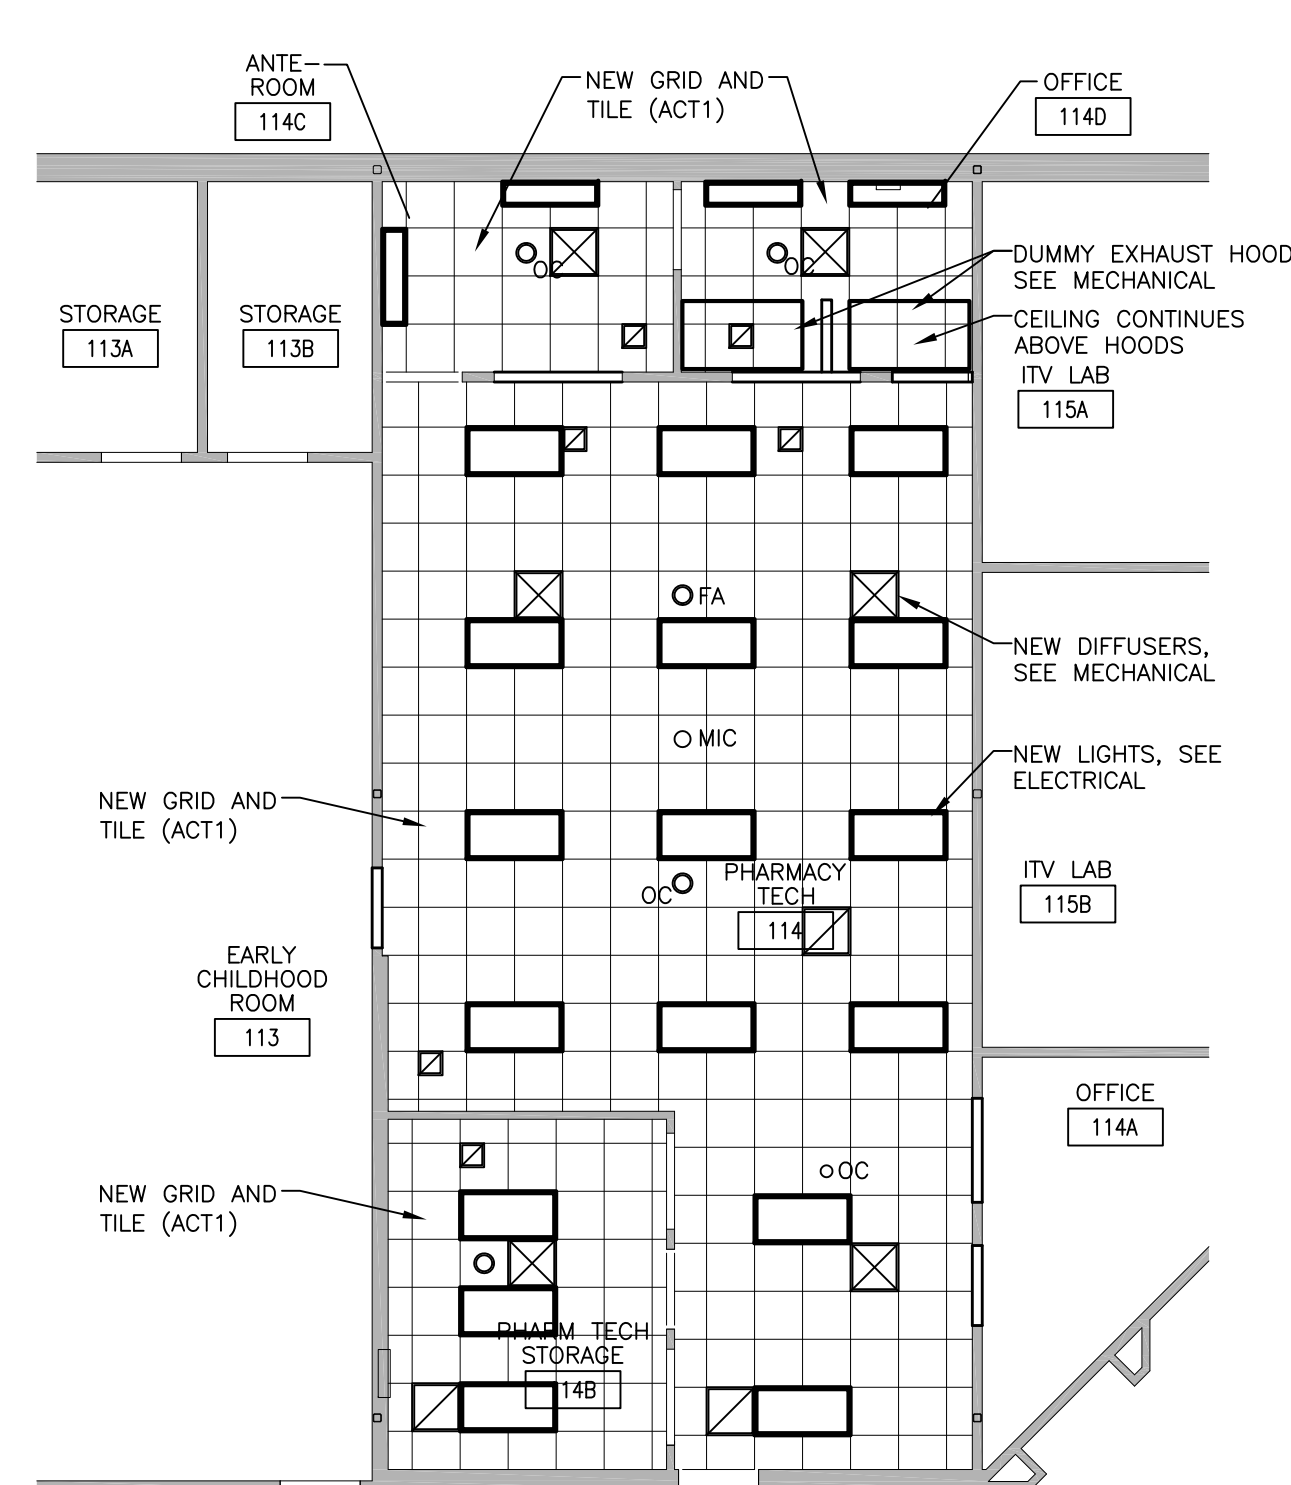 ANTE-
ROOM
114C
NEW GRID AND
TILE (ACT1)
OFFICE
114D
OC
OC
DUMMY EXHAUST HOOD
SEE MECHANICAL
STORAGE
113A
STORAGE
113B
CEILING CONTINUES
ABOVE HOODS
ITV LAB
115A
FA
NEW DIFFUSERS,
SEE MECHANICAL
MIC
NEW LIGHTS, SEE
ELECTRICAL
NEW GRID AND
TILE (ACT1)
PHARMACY
TECH
114
OC
ITV LAB
115B
EARLY
CHILDHOOD
ROOM
113
OFFICE
114A
OC
NEW GRID AND
TILE (ACT1)
PHARM TECH
STORAGE
14B